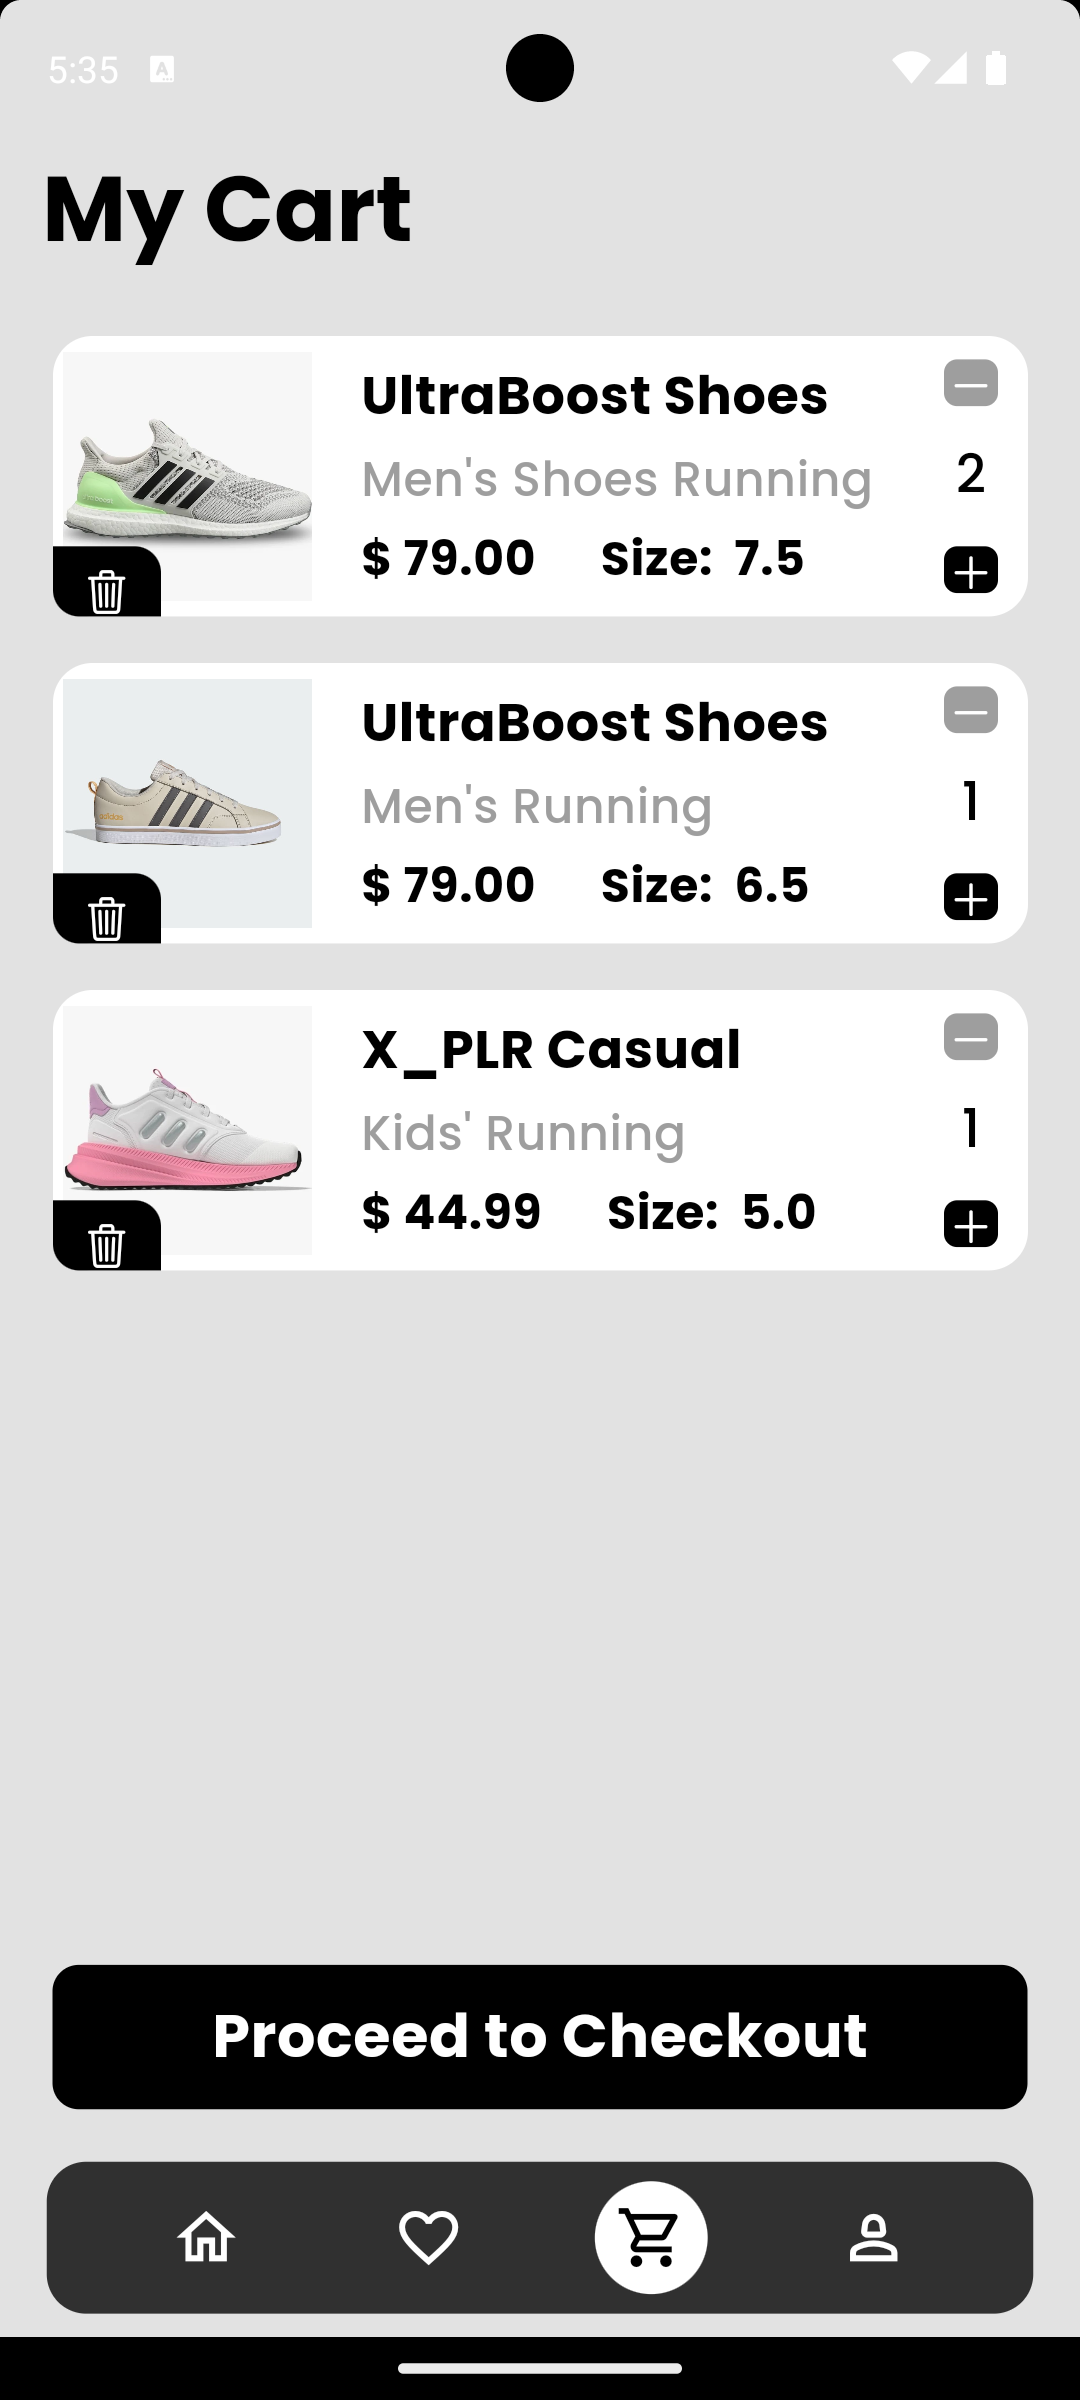 5:35
My Cart
UltraBoost Shoes
Men's Shoes Running
2
$ 79.00 Size: 7.5
UltraBoost Shoes
Men's Running
1
$ 79.00 Size: 6.5
X_PLR Casual
Kids' Running
1
$ 44.99 Size: 5.0
Proceed to Checkout